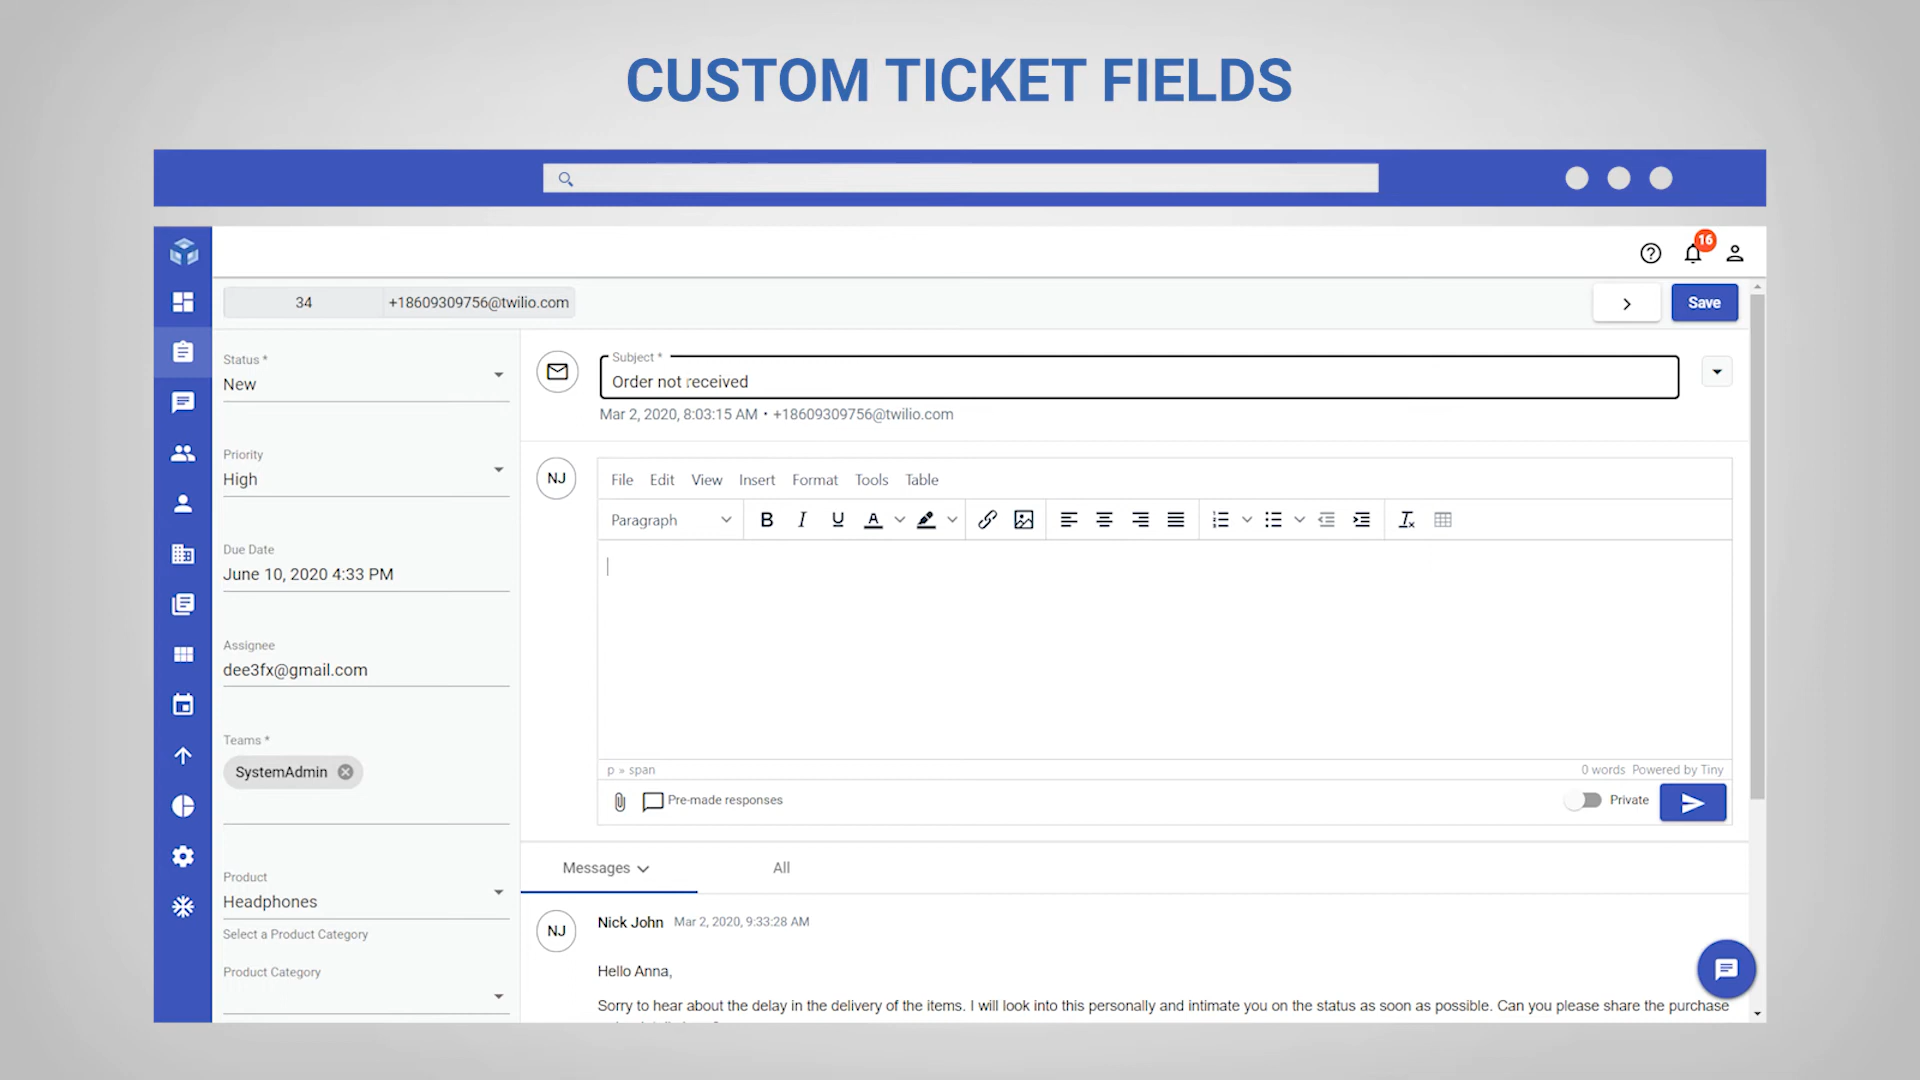 CUSTOM TICKET FIELDS
16
34 +18609309756@twilio.com
Save
Status *
New
Priority
High
Due Date
June 10, 2020 4:33 PM
Assignee
dee3fx@gmail.com
Teams *
SystemAdmin
Product
Headphones
Select a Product Category
Product Category
Subject *
Order not received
Mar 2, 2020, 8:03:15 AM • +18609309756@twilio.com
NJ
File Edit View Insert Format Tools Table
Paragraph B I U A
p » span
0 words Powered by Tiny
Pre-made responses
Private
Messages All
NJ
Nick John Mar 2, 2020, 9:33:28 AM
Hello Anna,
Sorry to hear about the delay in the delivery of the items. I will look into this personally and intimate you on the status as soon as possible. Can you please share the purchase